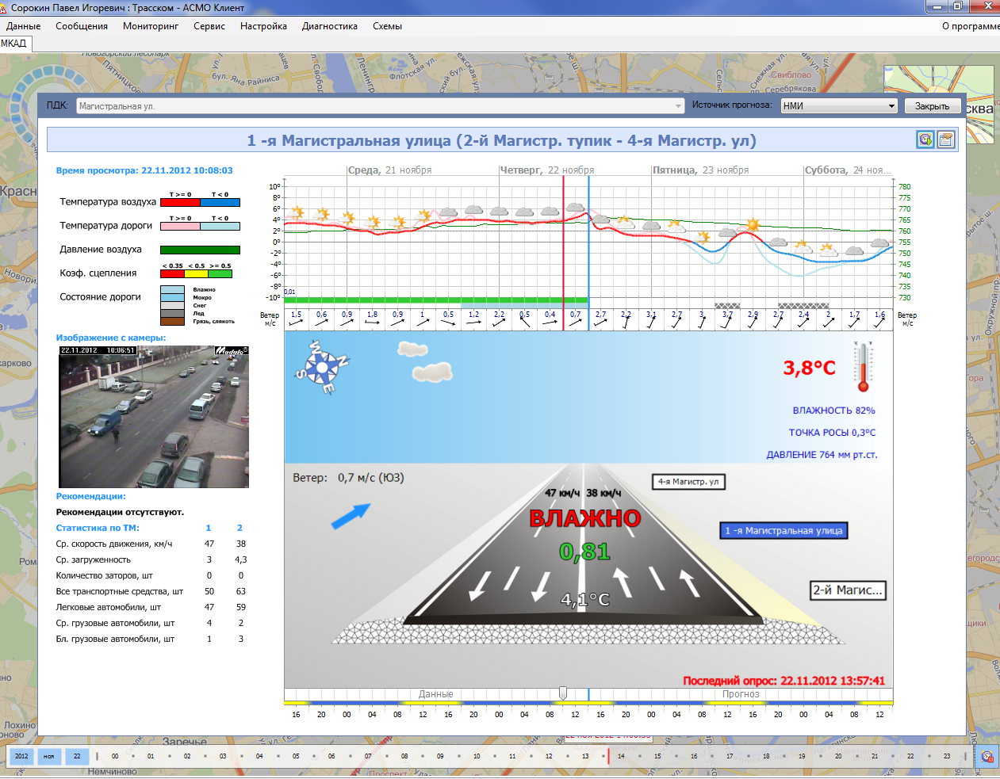 Сорокин Павел Игоревич : Трасском - АСМО Клиент
Данные Сообщения Мониторинг Сервис Настройка Диагностика Схемы О программе
МКАД
ПДК: Магистральная ул. Источник прогноза: НМИ Закрыть
1 -я Магистральная улица (2-й Магистр. тупик - 4-я Магистр. ул)
Время просмотра: 22.11.2012 10:08:03
Среда, 21 ноября Четверг, 22 ноября Пятница, 23 ноября Суббота, 24 ноя...
T >= 0 T < 0
Температура воздуха
T >= 0 T < 0
Температура дороги
Давление воздуха
< 0.35 < 0.5 >= 0.5
Коэф. сцепления
Состояние дороги
Влажно
Мокро
Снег
Лед
Грязь, слякоть
10° 780
8° 775
6° 770
4° 765
2° 760
0° 755
-2° 750
-4° 745
-6° 740
-8° 735
-10° 730
0,01
Ветер м/с 1,5 0,6 0,9 1,8 0,9 1 0,5 1,2 2,2 0,5 0,4 0,7 2,7 2,2 3,1 2,7 3 3,7 2,9 2,7 2,4 2 1,7 1,6 Ветер м/с
Изображение с камеры:
22.11.2012 10:06:51
N W S E
°C °F
3,8°C
ВЛАЖНОСТЬ 82%
ТОЧКА РОСЫ 0,3°C
ДАВЛЕНИЕ 764 мм рт.ст.
Ветер: 0,7 м/с (ЮЗ)
4-я Магистр. ул
47 км/ч 38 км/ч
ВЛАЖНО
1 -я Магистральная улица
0,81
2-й Магис...
4,1°C
Последний опрос: 22.11.2012 13:57:41
Рекомендации:
Рекомендации отсутствуют.
Статистика по ТМ: 1 2
Ср. скорость движения, км/ч 47 38
Ср. загруженность 3 4,3
Количество заторов, шт 0 0
Все транспортные средства, шт 50 63
Легковые автомобили, шт 47 59
Ср. грузовые автомобили, шт 4 2
Бл. грузовые автомобили, шт 1 3
Данные Прогноз
16 20 00 04 08 12 16 20 00 04 08 12 16 20 00 04 08 12 16 20 00 04 08 12
Заречье
2012 ноя 22 00 01 02 03 04 05 06 07 08 09 10 11 12 13 14 15 16 17 18 19 20 21 22 23
Немчиново
Проспект
Лохино
Свиблово
Серебрякова
бул. Яна Райниса
Флотская ул.
Пятницкое